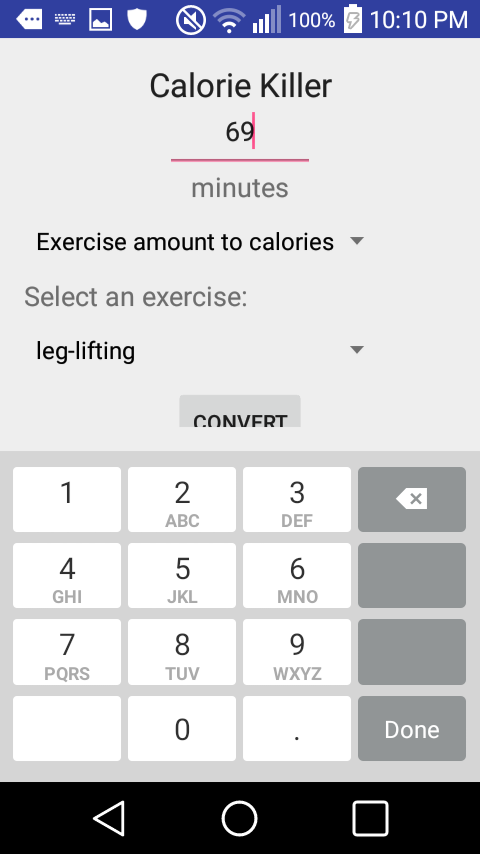 100% 10:10 PM
Calorie Killer
69
minutes
Exercise amount to calories
Select an exercise:
leg-lifting
CONVERT
1 2 3
ABC DEF
4 5 6
GHI JKL MNO
7 8 9
PQRS TUV WXYZ
0 . Done